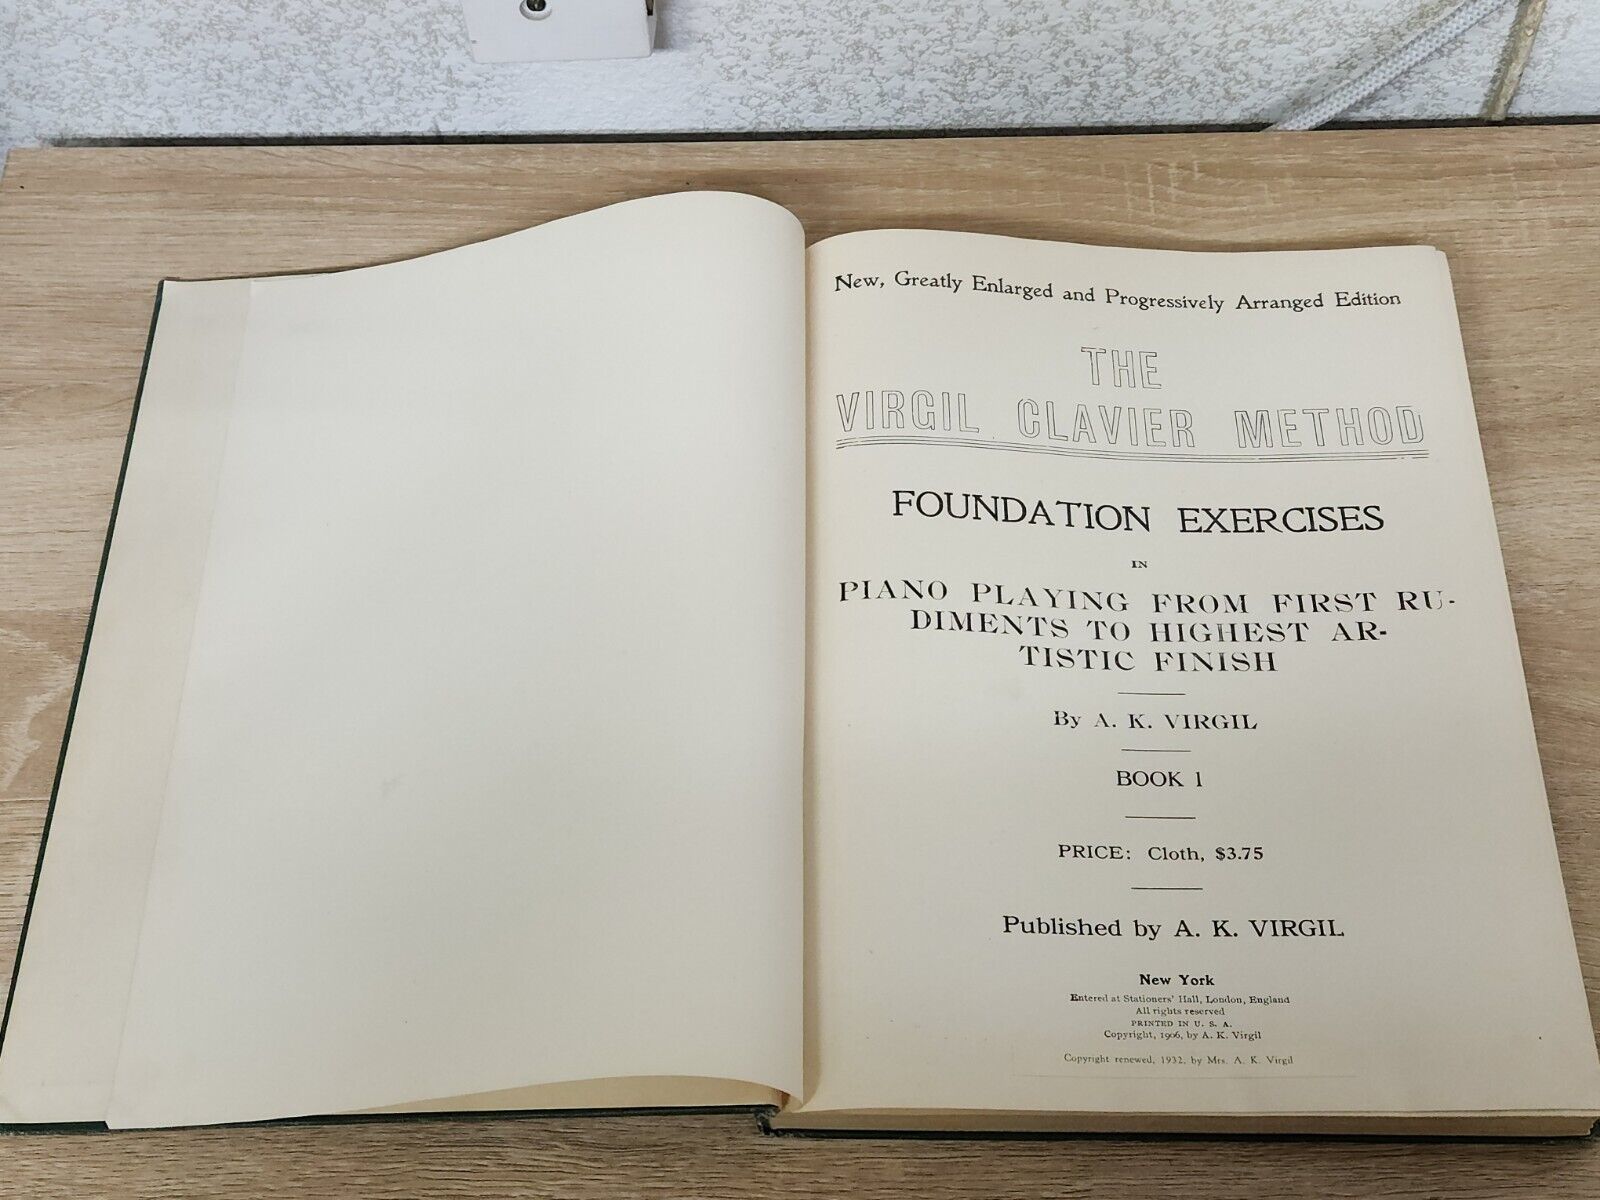 New, Greatly Enlarged and Progressively Arranged Edition
THE
VIRGIL CLAVIER METHOD
FOUNDATION EXERCISES
IN
PIANO PLAYING FROM FIRST RU-
DIMENTS TO HIGHEST AR-
TISTIC FINISH
By A. K. VIRGIL
BOOK 1
PRICE: Cloth, $3.75
Published by A. K. VIRGIL
New York
Entered at Stationers' Hall, London, England
All rights reserved
PRINTED IN U. S. A.
Copyright, 1906, by A. K. Virgil
Copyright renewed, 1932, by Mrs. A. K. Virgil